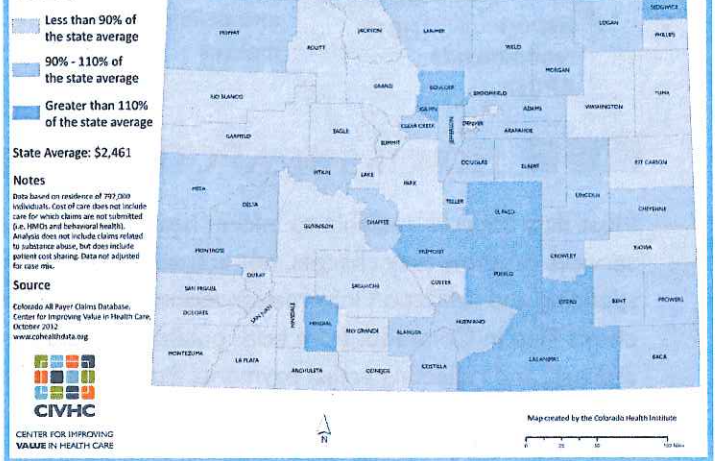 Less than 90% of
the state average
90% - 110% of
the state average
Greater than 110%
of the state average
State Average: $2,461
Notes
Data based on residence of 797,000
individuals. Cost of care does not include
care for which claims are not submitted
(i.e. HMOs and behavioral health).
Analysis does not include claims related
to substance abuse, but does include
patient cost sharing. Data not adjusted
for case mix.
Source
Colorado All Payer Claims Database,
Center for Improving Value in Health Care,
October 2012
www.cohealthdata.org
CIVHC
CENTER FOR IMPROVING
VALUE IN HEALTH CARE
SEDGWICK
MOFFAT
ROUTT
JACKSON
LARIMER
WELD
LOGAN
PHILLIPS
MORGAN
RIO BLANCO
GRAND
BOULDER
BROOMFIELD
YUMA
WASHINGTON
GILPIN
ADAMS
GARFIELD
EAGLE
CLEAR CREEK
JEFFERSON
DENVER
ARAPAHOE
SUMMIT
DOUGLAS
ELBERT
KIT CARSON
PITKIN
LAKE
PARK
MESA
DELTA
TELLER
EL PASO
LINCOLN
CHEYENNE
GUNNISON
CHAFFEE
MONTROSE
FREMONT
CROWLEY
KIOWA
OURAY
PUEBLO
SAN MIGUEL
SAGUACHE
CUSTER
OTERO
BENT
PROWERS
DOLORES
SAN JUAN
HINSDALE
MINERAL
RIO GRANDE
ALAMOSA
HUERFANO
MONTEZUMA
LA PLATA
ARCHULETA
CONEJOS
COSTILLA
LAS ANIMAS
BACA
N
Map created by the Colorado Health Institute
0 25 50 100 Miles